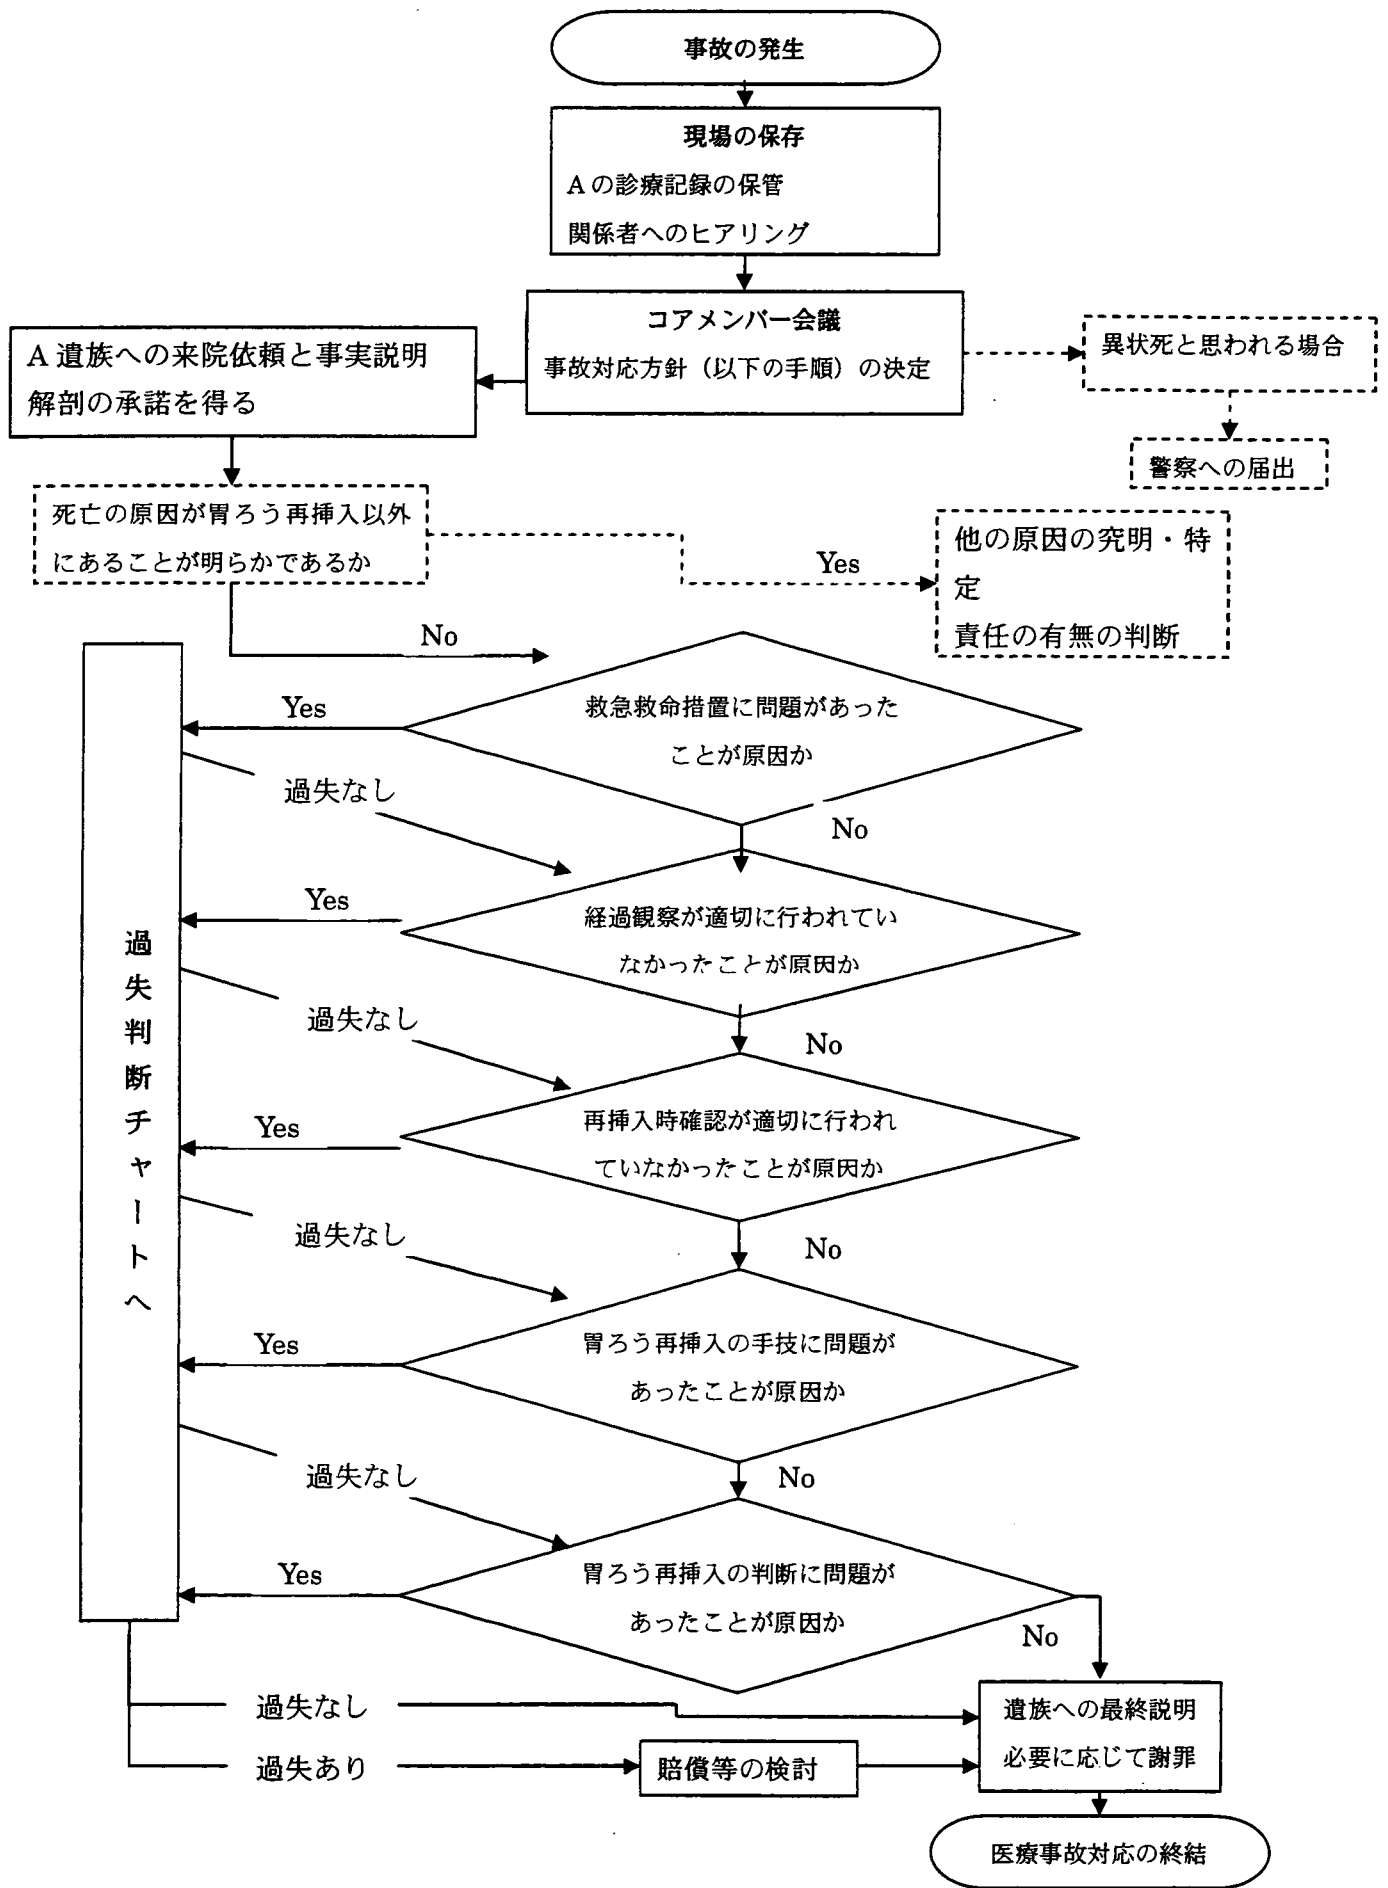 事故の発生
現場の保存
Aの診療記録の保管
関係者へのヒアリング
コアメンバー会議
事故対応方針（以下の手順）の決定
異状死と思われる場合
警察への届出
A遺族への来院依頼と事実説明
解剖の承諾を得る
死亡の原因が胃ろう再挿入以外
にあることが明らかであるか
Yes
他の原因の究明・特
定
責任の有無の判断
No
救急救命措置に問題があった
ことが原因か
Yes
過失なし
No
経過観察が適切に行われてい
なかったことが原因か
Yes
過失なし
No
再挿入時確認が適切に行われ
ていなかったことが原因か
Yes
過失なし
No
胃ろう再挿入の手技に問題が
あったことが原因か
Yes
過失なし
No
胃ろう再挿入の判断に問題が
あったことが原因か
Yes
No
過失判断チャートへ
過失なし
過失あり
賠償等の検討
遺族への最終説明
必要に応じて謝罪
医療事故対応の終結